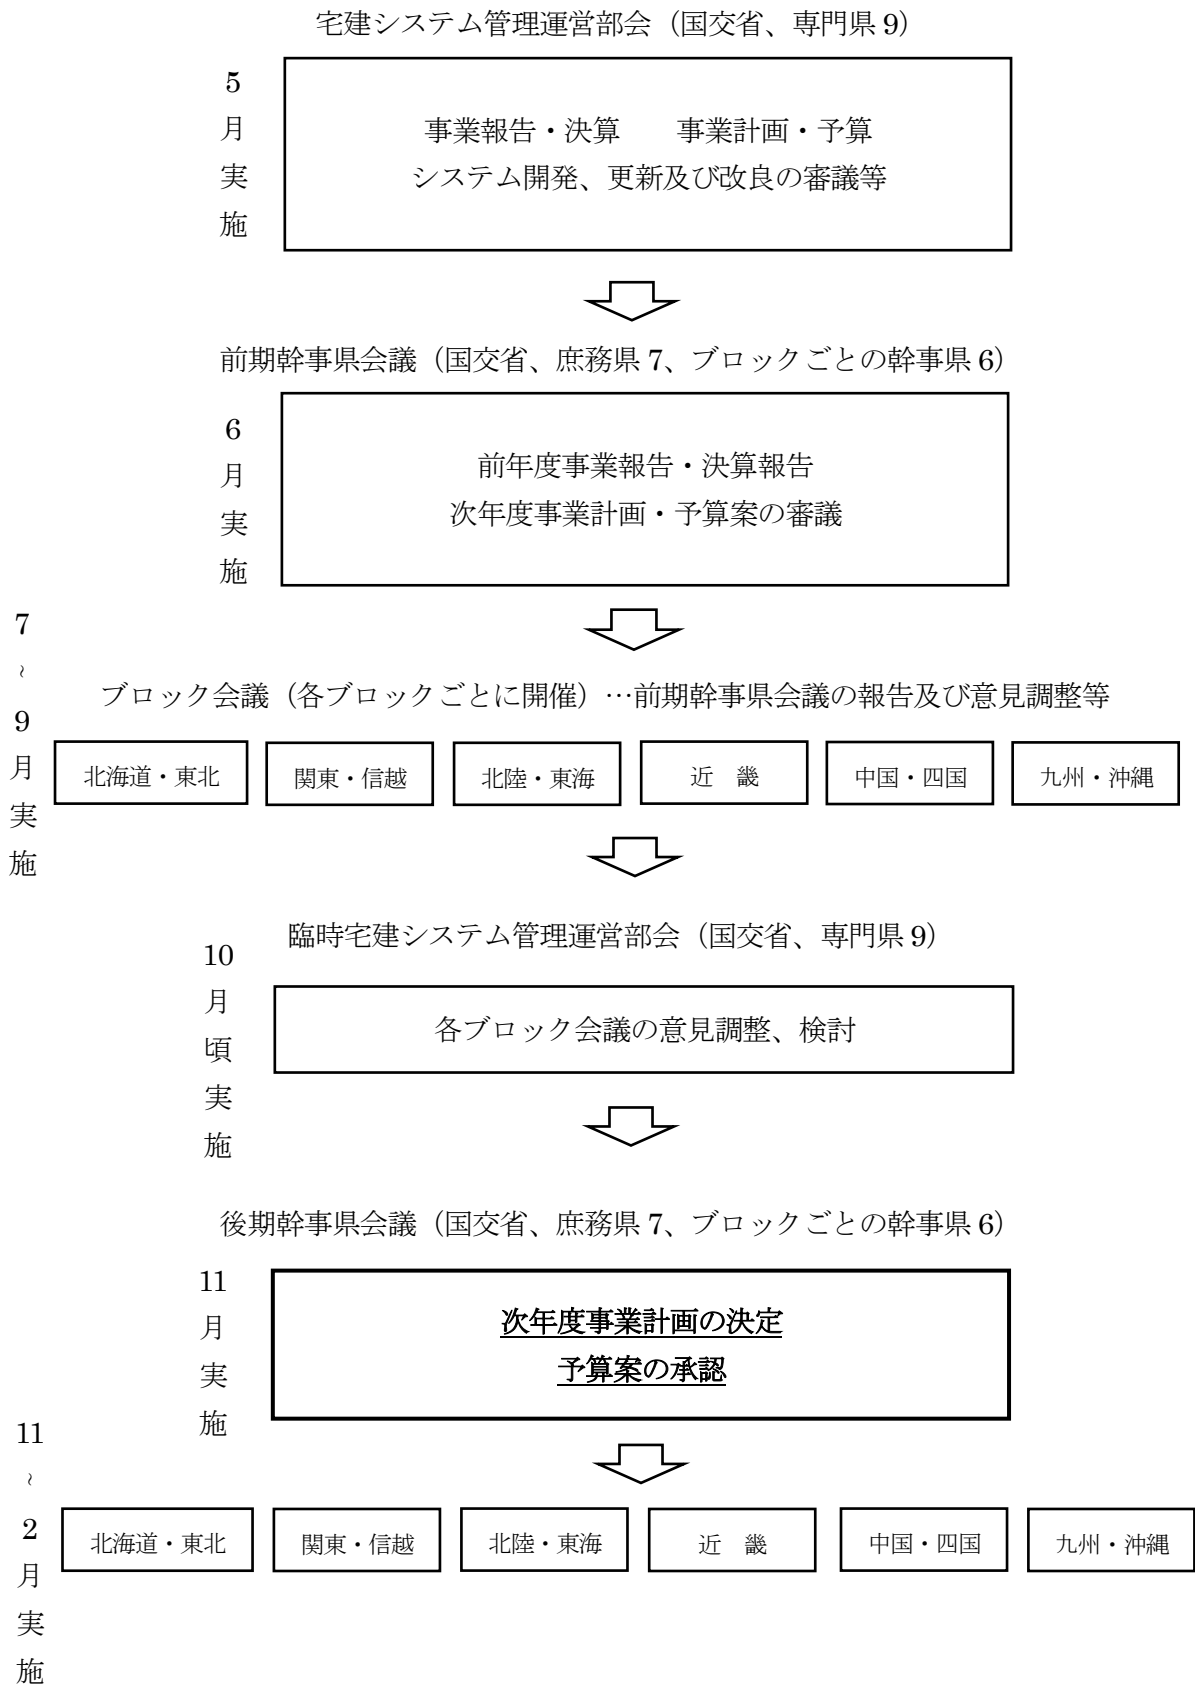 宅建システム管理運営部会（国交省、専門県 9）
5月実施
事業報告・決算　　事業計画・予算
システム開発、更新及び改良の審議等
前期幹事県会議（国交省、庶務県 7、ブロックごとの幹事県 6）
6月実施
前年度事業報告・決算報告
次年度事業計画・予算案の審議
7～9月実施
ブロック会議（各ブロックごとに開催）…前期幹事県会議の報告及び意見調整等
北海道・東北
関東・信越
北陸・東海
近　畿
中国・四国
九州・沖縄
臨時宅建システム管理運営部会（国交省、専門県 9）
10月頃実施
各ブロック会議の意見調整、検討
後期幹事県会議（国交省、庶務県 7、ブロックごとの幹事県 6）
11月実施
次年度事業計画の決定
予算案の承認
11～2月実施
北海道・東北
関東・信越
北陸・東海
近　畿
中国・四国
九州・沖縄